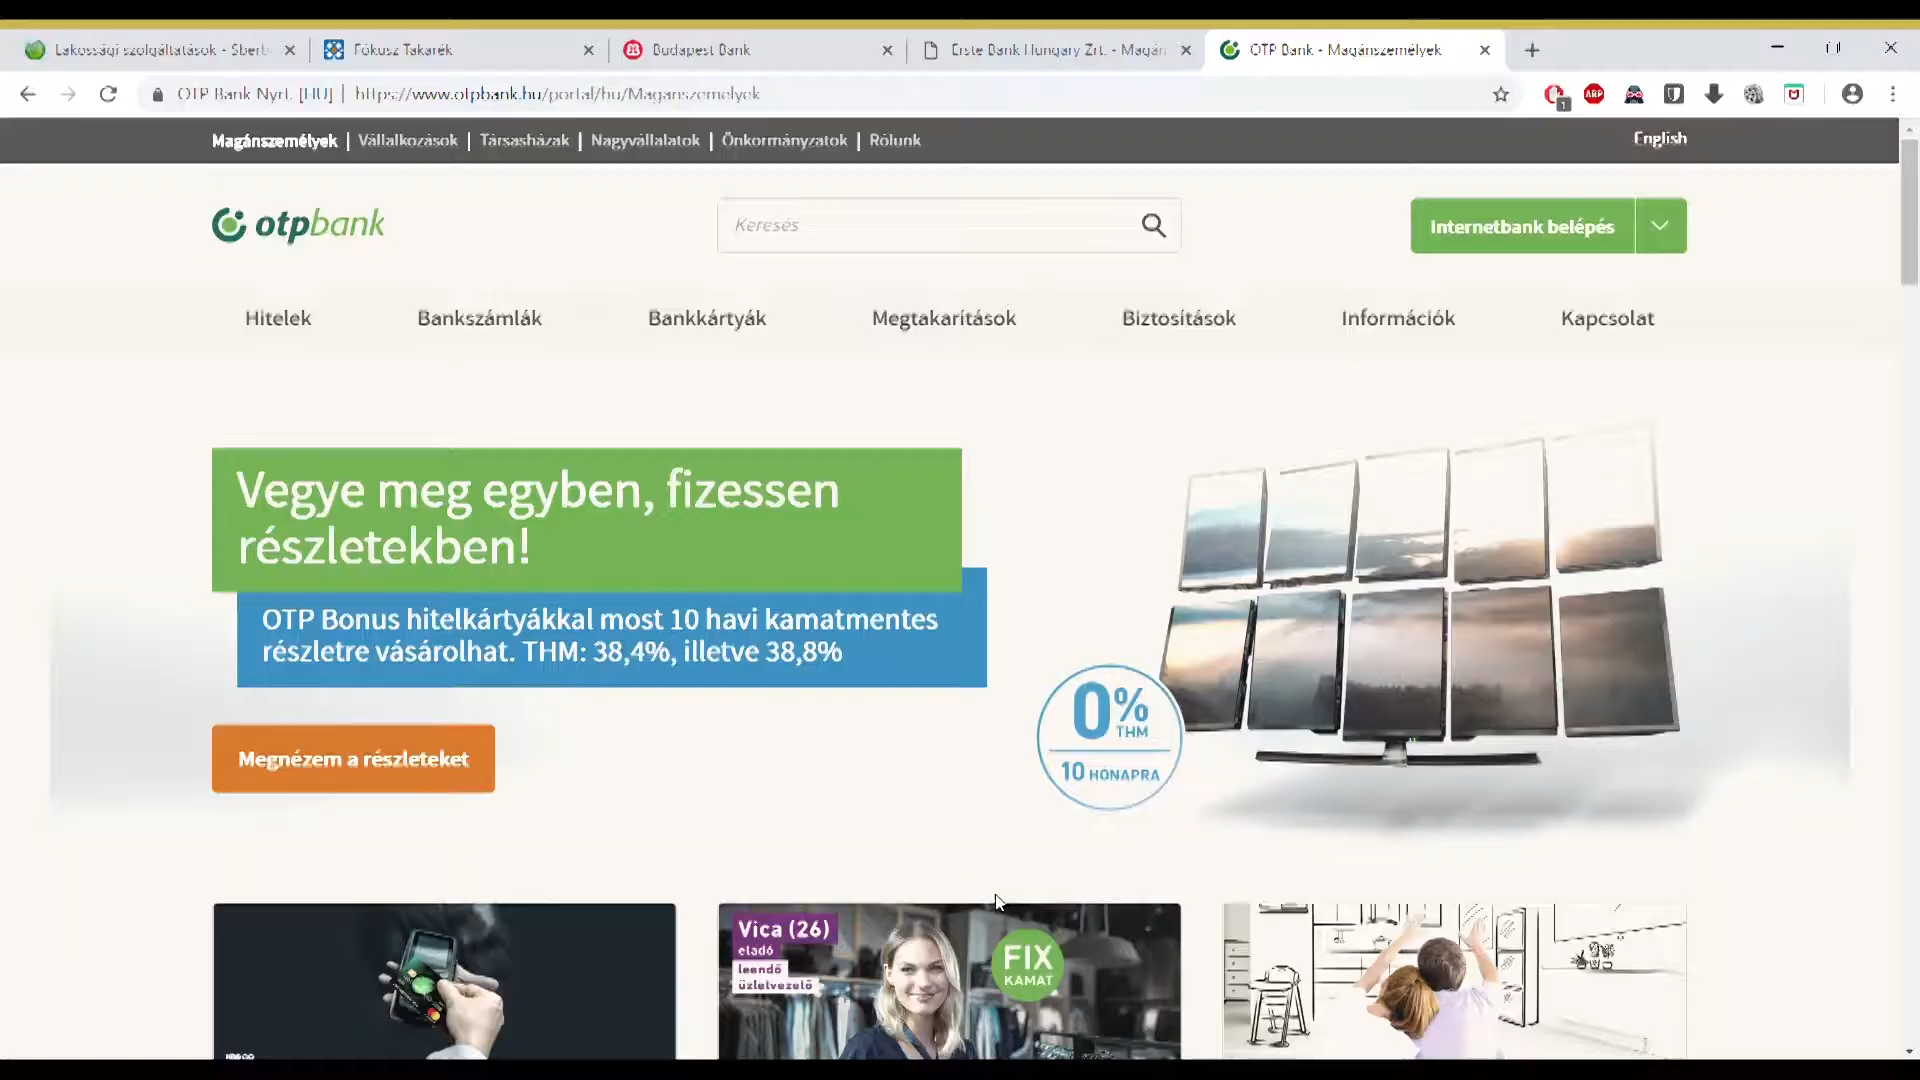 Lakossági szolgáltatások - Sberb
Fókusz Takarék
Budapest Bank
Erste Bank Hungary Zrt. - Magán
OTP Bank - Magánszemélyek
OTP Bank Nyrt. [HU] | https://www.otpbank.hu/portal/hu/Maganszemelyek
1
ABP
Magánszemélyek | Vállalkozások | Társasházak | Nagyvállalatok | Önkormányzatok | Rólunk
English
otpbank
Keresés
Internetbank belépés
Hitelek
Bankszámlák
Bankkártyák
Megtakarítások
Biztosítások
Információk
Kapcsolat
Vegye meg egyben, fizessen
részletekben!
OTP Bonus hitelkártyákkal most 10 havi kamatmentes
részletre vásárolhat. THM: 38,4%, illetve 38,8%
Megnézem a részleteket
0%
THM
10 HÓNAPRA
Vica (26)
eladó
leendő
üzletvezető
FIX
KAMAT